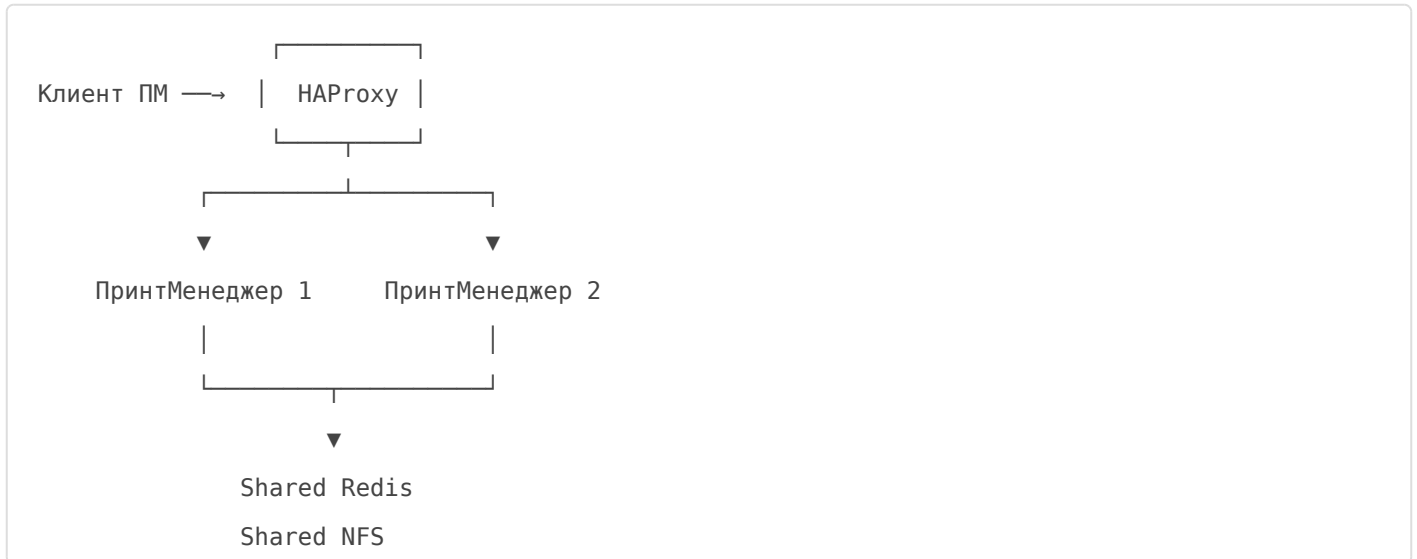 Клиент ПМ ──→ │ HAProxy │
ПринтМенеджер 1 ПринтМенеджер 2
Shared Redis
Shared NFS